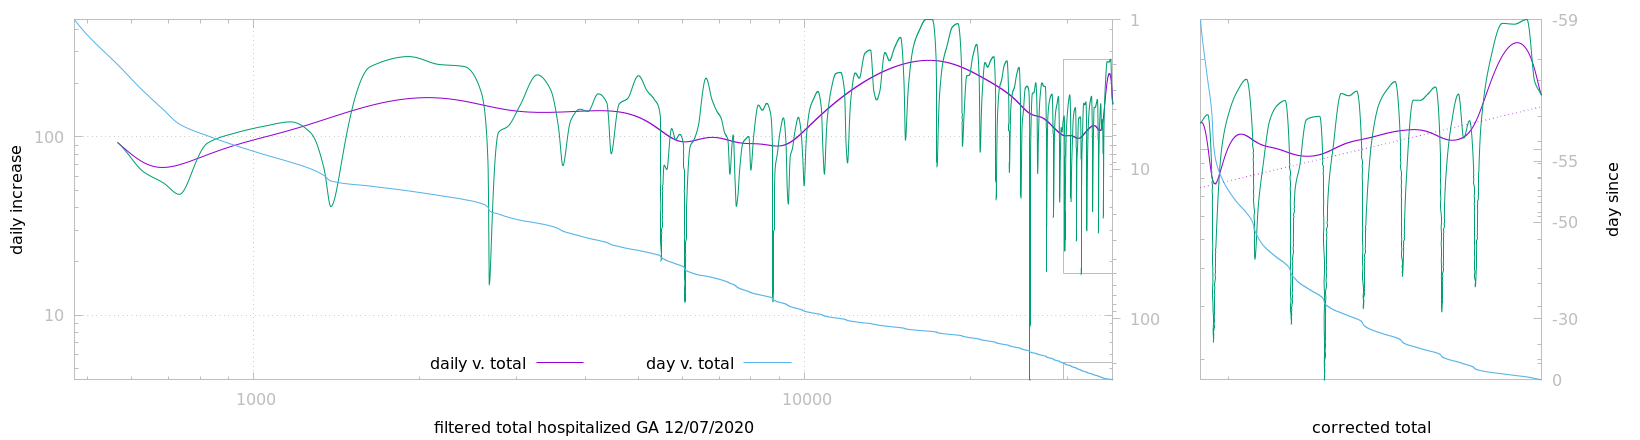 1
-59
100
10
-55
-50
daily increase
day since
10
100
-30
daily v. total
day v. total
0
1000
10000
filtered total hospitalized GA 12/07/2020
corrected total